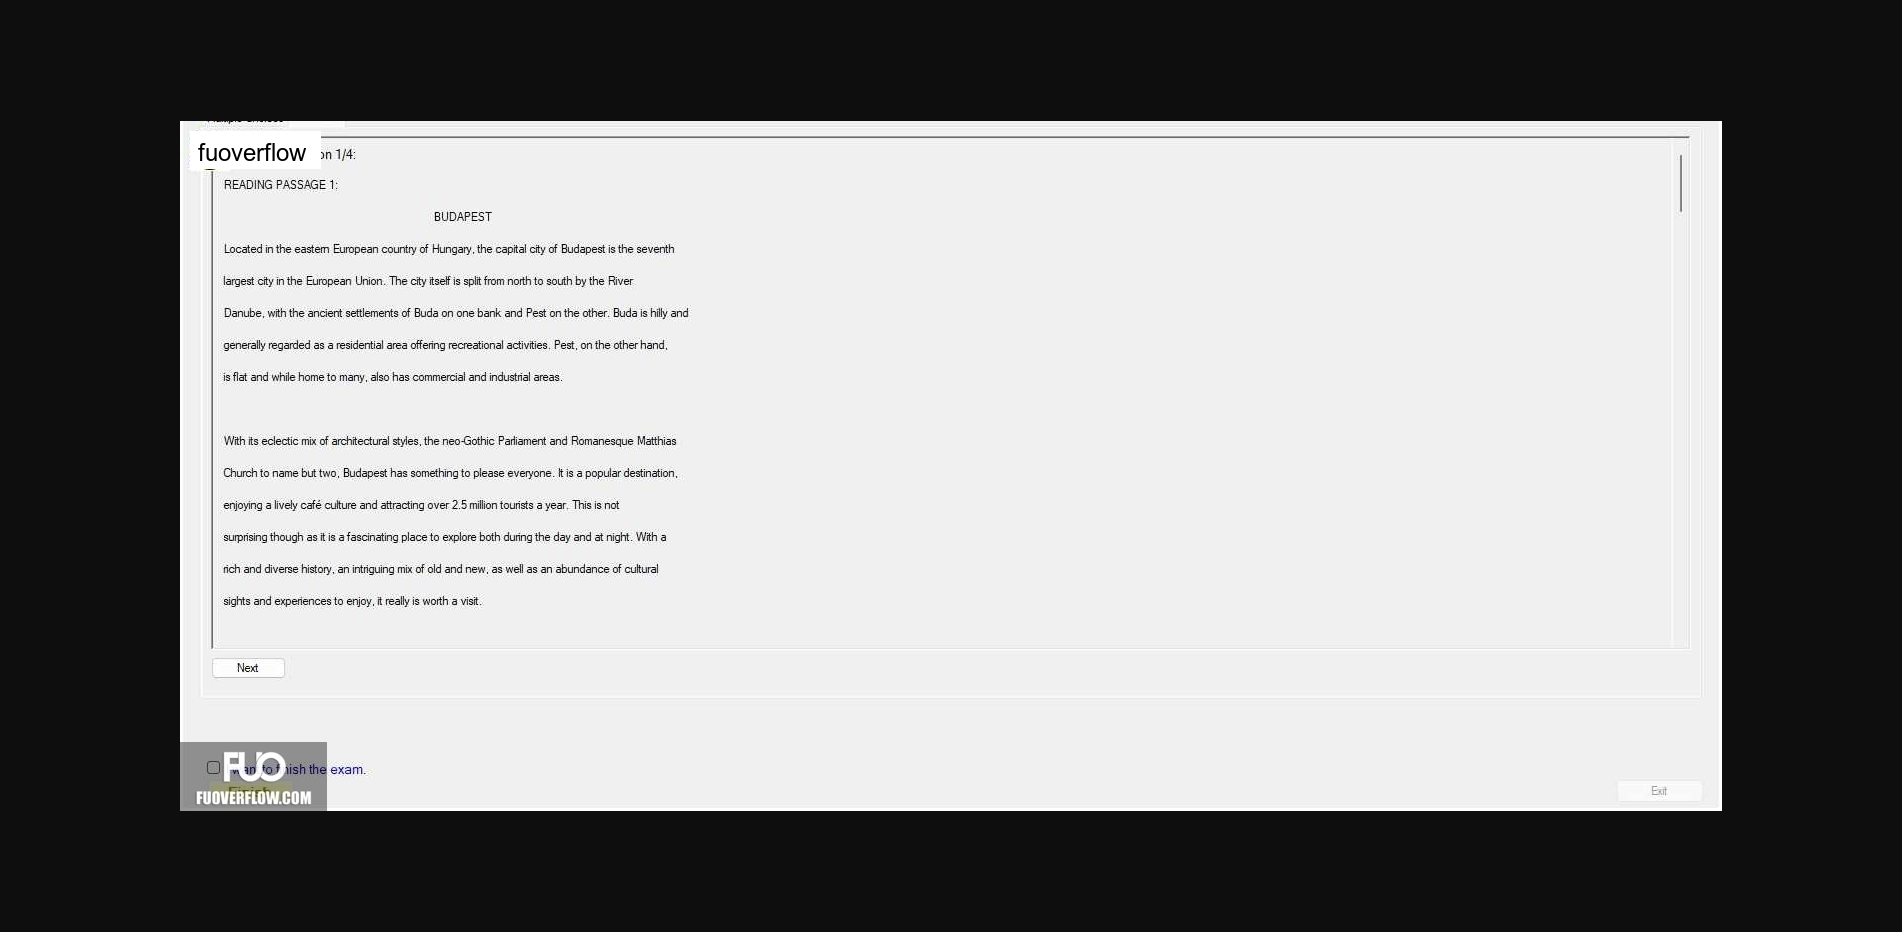 fuoverflow on 1/4:
READING PASSAGE 1:
BUDAPEST
Located in the eastern European country of Hungary, the capital city of Budapest is the seventh
largest city in the European Union. The city itself is split from north to south by the River
Danube, with the ancient settlements of Buda on one bank and Pest on the other. Buda is hilly and
generally regarded as a residential area offering recreational activities. Pest, on the other hand,
is flat and while home to many, also has commercial and industrial areas.
With its eclectic mix of architectural styles, the neo-Gothic Parliament and Romanesque Matthias
Church to name but two, Budapest has something to please everyone. It is a popular destination,
enjoying a lively café culture and attracting over 2.5 million tourists a year. This is not
surprising though as it is a fascinating place to explore both during the day and at night. With a
rich and diverse history, an intriguing mix of old and new, as well as an abundance of cultural
sights and experiences to enjoy, it really is worth a visit.
Next
FUO
want to finish the exam.
Finish
FUOVERFLOW.COM
Exit